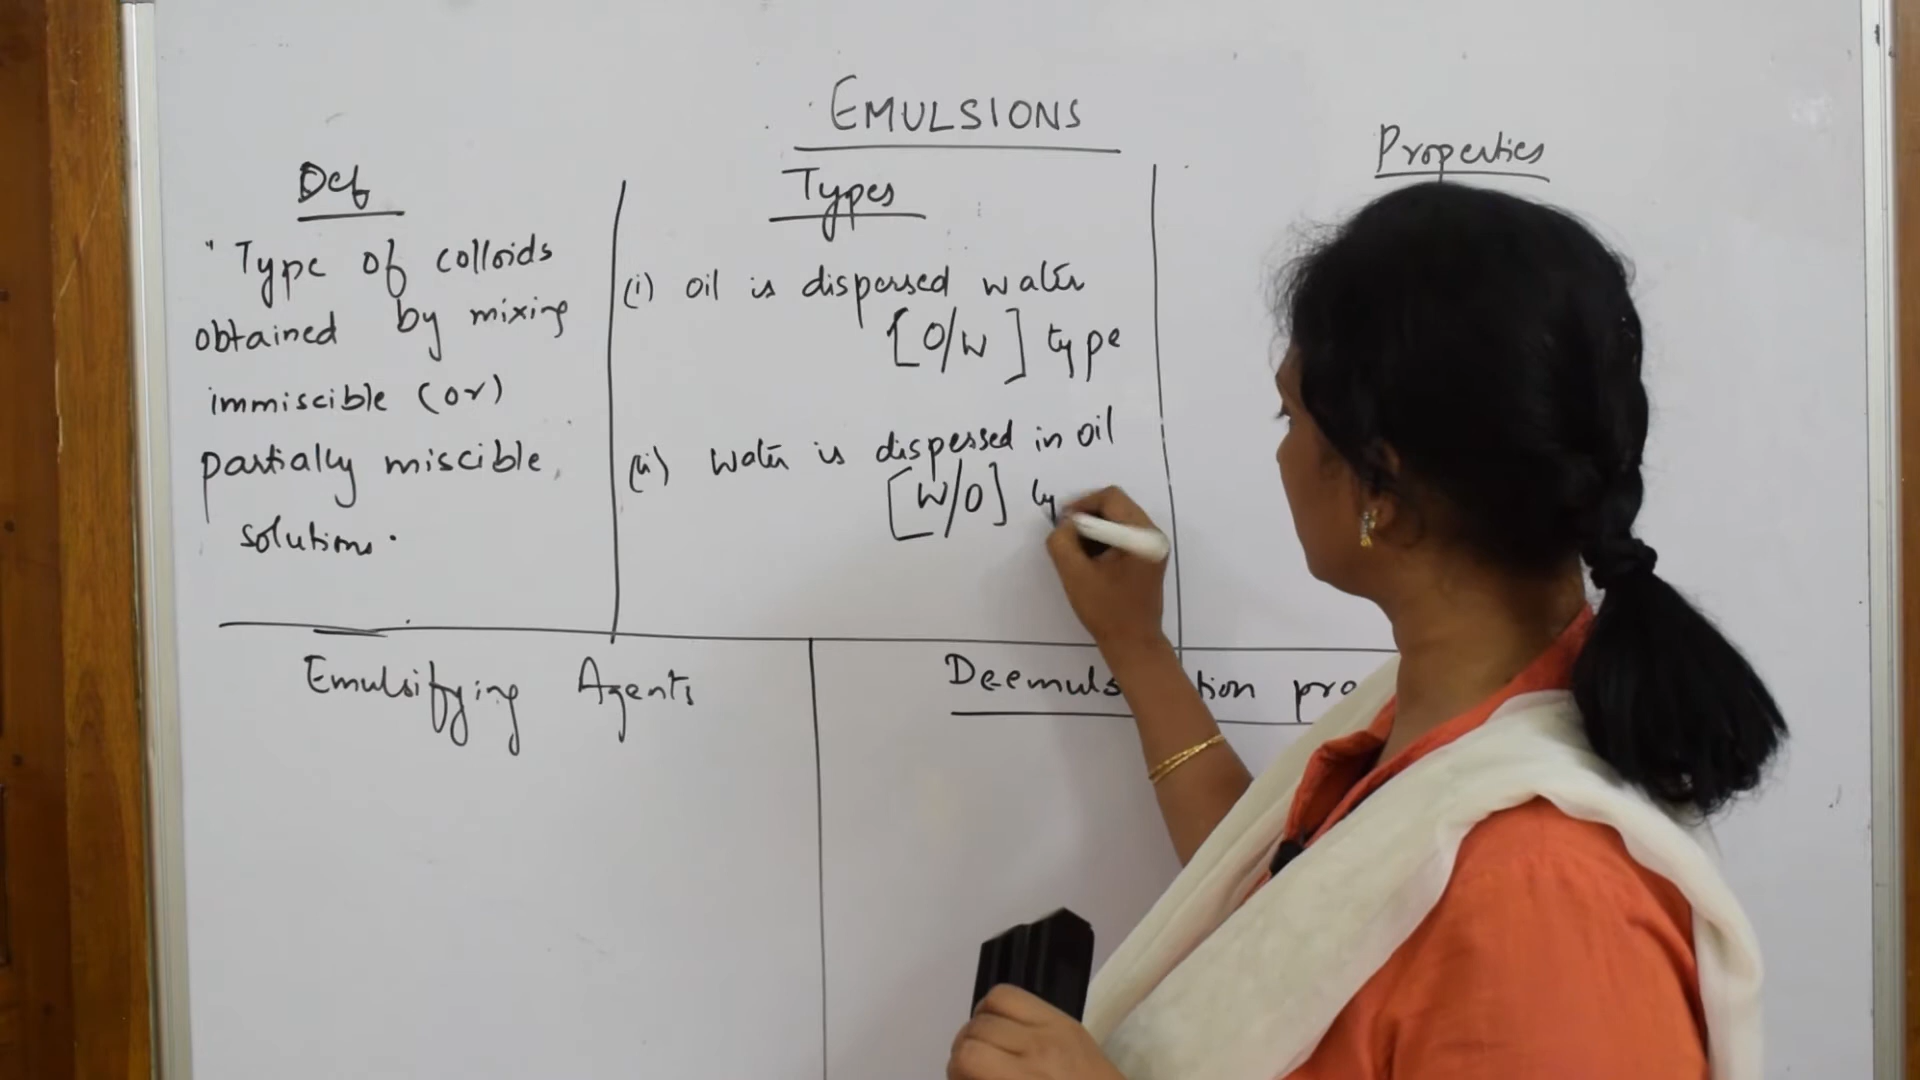 EMULSIONS
Def
"Type of colloids
obtained by mixing
immiscible (or)
partially miscible
solutions.
Types
(i) oil is dispersed water
[O/W] type
(ii) Water is dispersed in oil
[W/O] ty
Properties
Emulsifying Agents